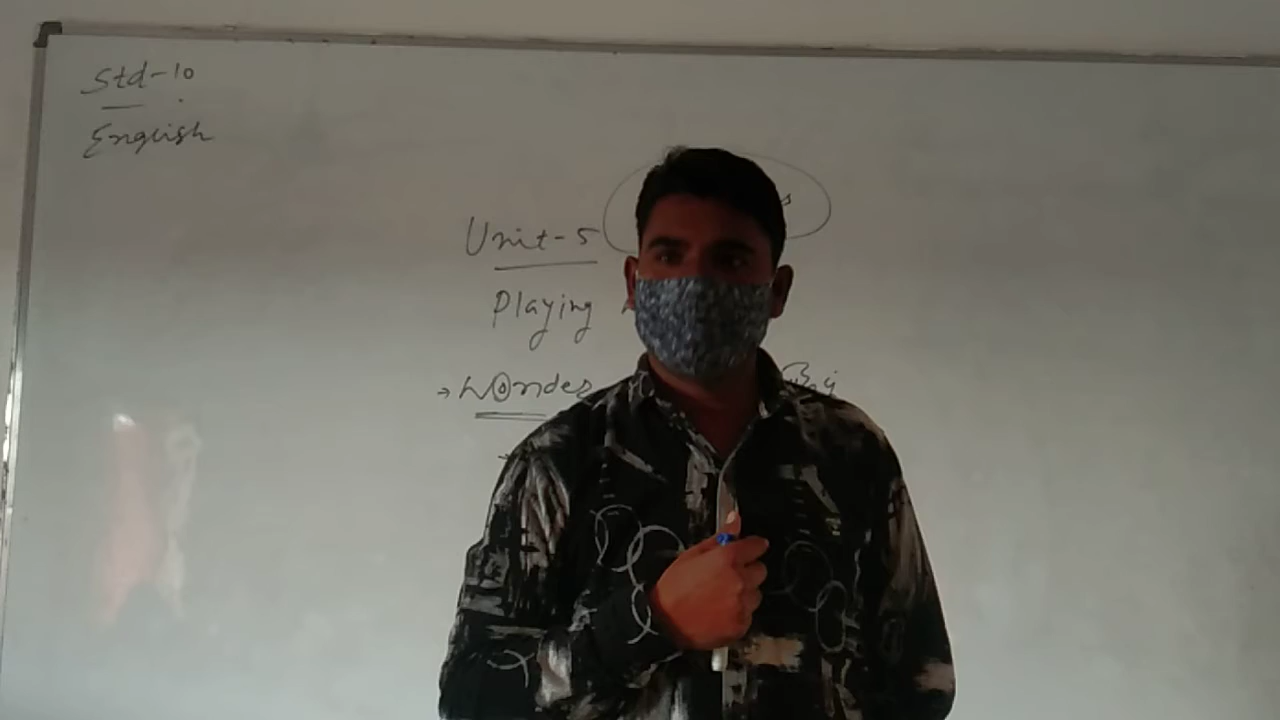 Std-10
English
Unit-5
Playing
→ Wonder